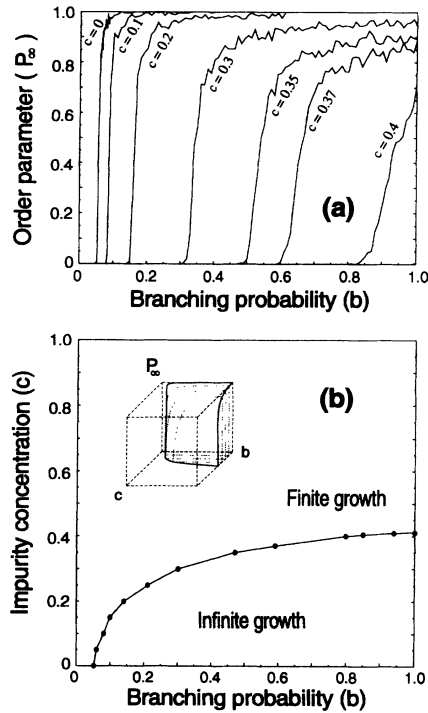 Order parameter ( P∞ )
1.0
0.8
0.6
0.4
0.2
0
c = 0
c = 0.1
c = 0.2
c = 0.3
c = 0.35
c = 0.37
c = 0.4
(a)
0 0.2 0.4 0.6 0.8 1.0
Branching probability (b)
Impurity concentration (c)
1.0
0.8
0.6
0.4
0.2
0
P∞
b
c
(b)
Finite growth
Infinite growth
0 0.2 0.4 0.6 0.8 1.0
Branching probability (b)